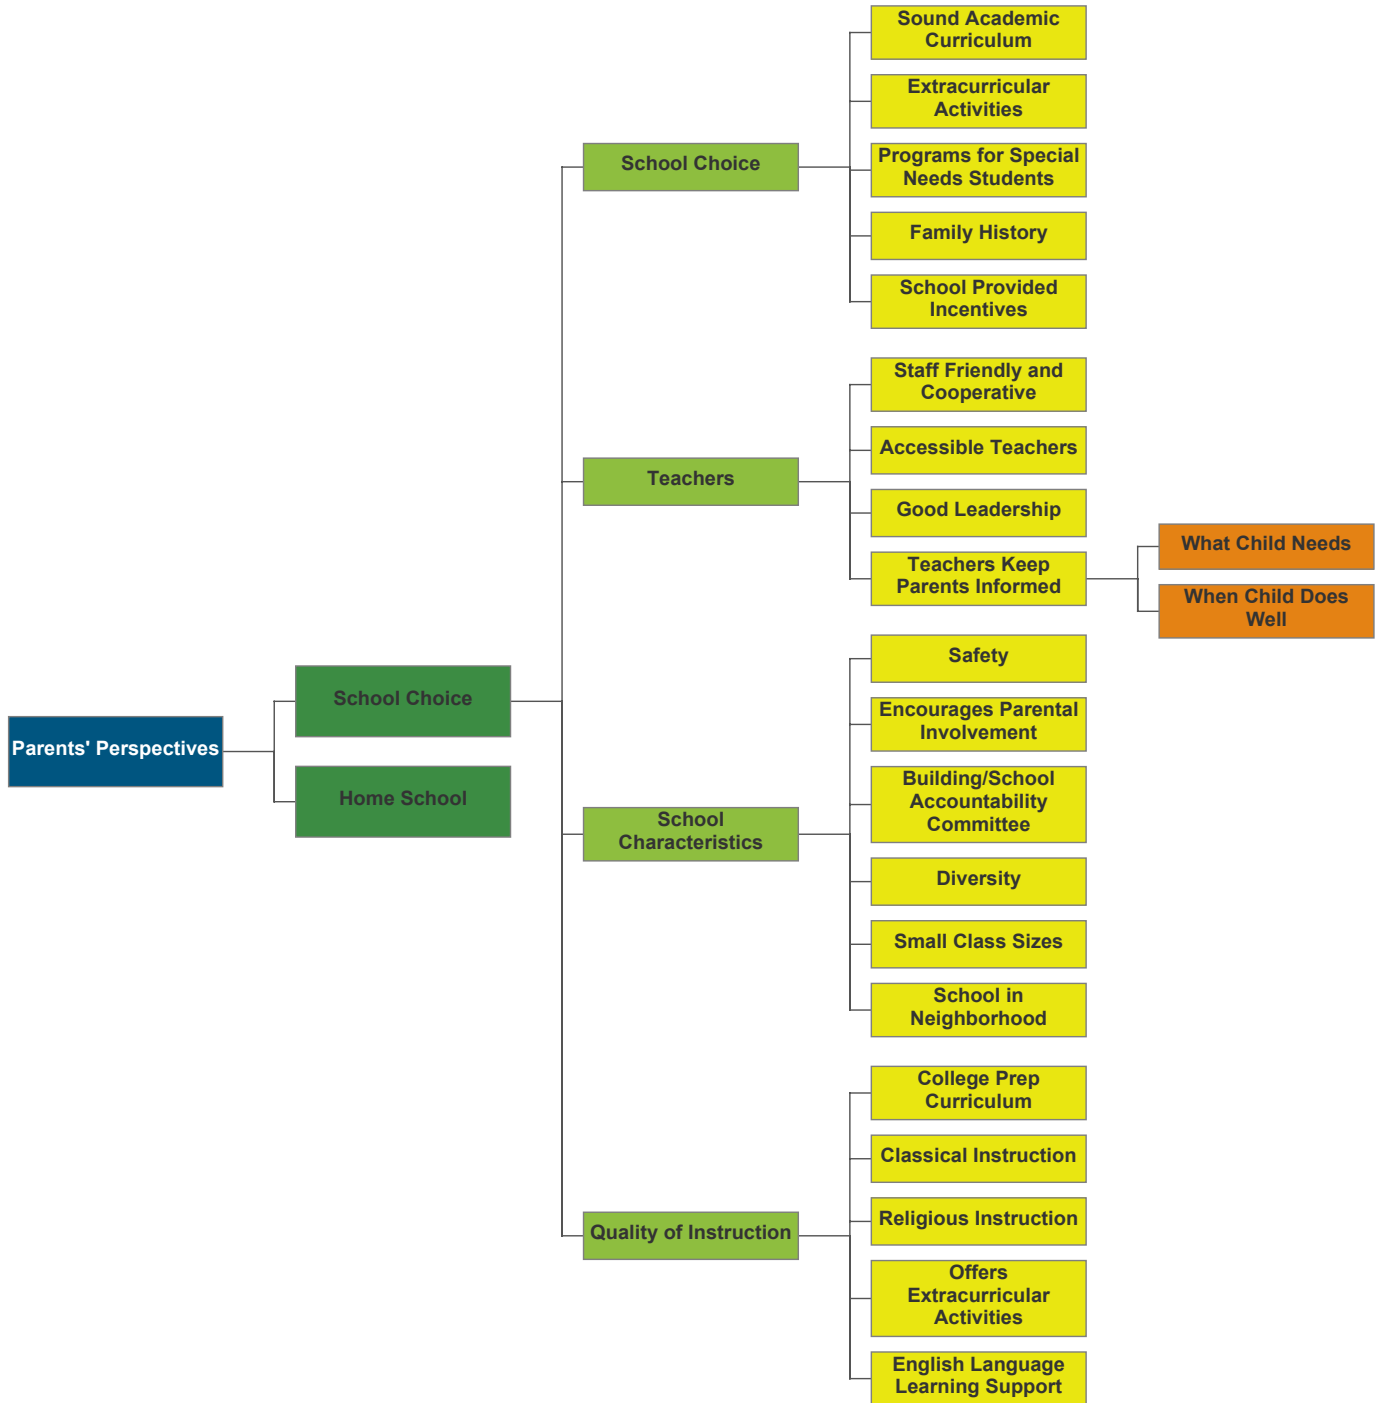 Parents' Perspectives
School Choice
Home School
School Choice
Sound Academic
Curriculum
Extracurricular
Activities
Programs for Special
Needs Students
Family History
School Provided
Incentives
Teachers
Staff Friendly and
Cooperative
Accessible Teachers
Good Leadership
Teachers Keep
Parents Informed
What Child Needs
When Child Does
Well
School
Characteristics
Safety
Encourages Parental
Involvement
Building/School
Accountability
Committee
Diversity
Small Class Sizes
School in
Neighborhood
Quality of Instruction
College Prep
Curriculum
Classical Instruction
Religious Instruction
Offers
Extracurricular
Activities
English Language
Learning Support